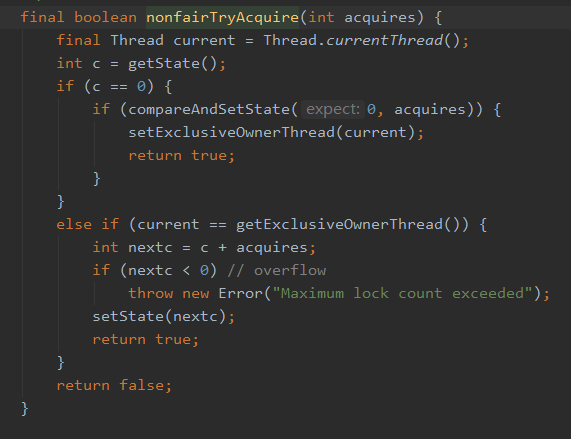 final boolean nonfairTryAcquire(int acquires) {
    final Thread current = Thread.currentThread();
    int c = getState();
    if (c == 0) {
        if (compareAndSetState( expect: 0, acquires)) {
            setExclusiveOwnerThread(current);
            return true;
        }
    }
    else if (current == getExclusiveOwnerThread()) {
        int nextc = c + acquires;
        if (nextc < 0) // overflow
            throw new Error("Maximum lock count exceeded");
        setState(nextc);
        return true;
    }
    return false;
}